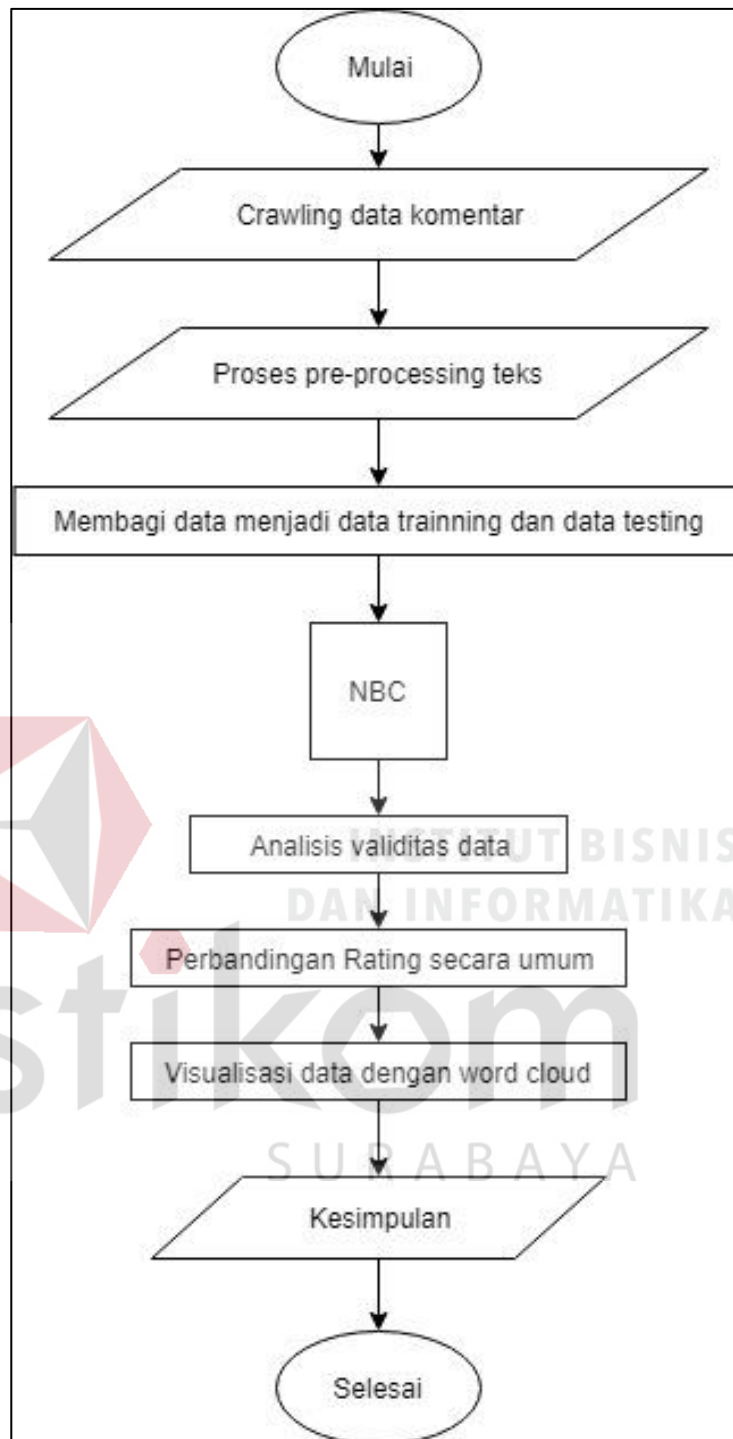 Mulai
Crawling data komentar
Proses pre-processing teks
Membagi data menjadi data trainning dan data testing
NBC
Analisis validitas data
INSTITUT BISNIS
DAN INFORMATIKA
Perbandingan Rating secara umum
stikom
Visualisasi data dengan word cloud
SURABAYA
Kesimpulan
Selesai